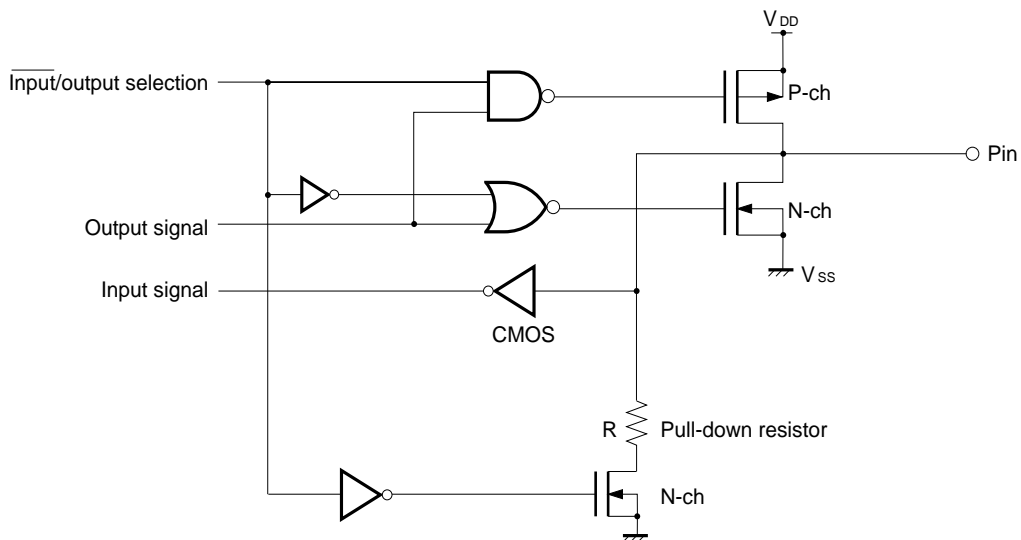 VDD
Input/output selection
P-ch
Pin
N-ch
Output signal
VSS
Input signal
CMOS
R
Pull-down resistor
N-ch